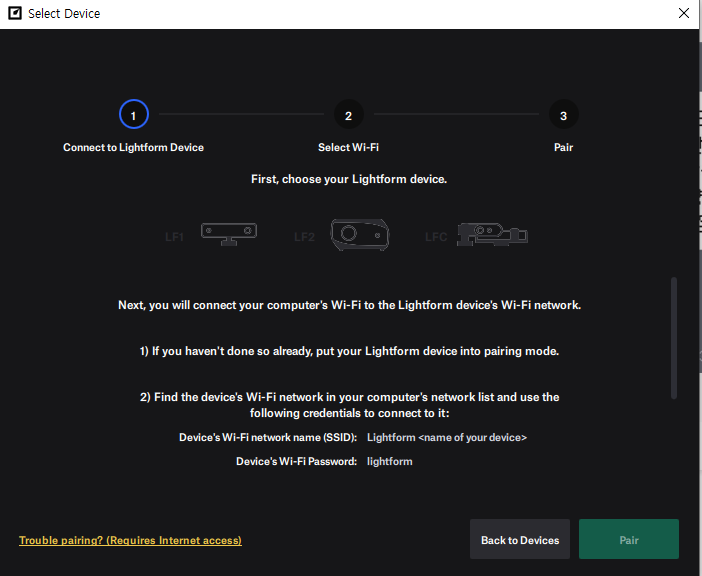 Select Device
1
2
3
Connect to Lightform Device
Select Wi-Fi
Pair
First, choose your Lightform device.
LF1
LF2
LFC
Next, you will connect your computer's Wi-Fi to the Lightform device's Wi-Fi network.
1) If you haven't done so already, put your Lightform device into pairing mode.
2) Find the device's Wi-Fi network in your computer's network list and use the
following credentials to connect to it:
Device's Wi-Fi network name (SSID): Lightform <name of your device>
Device's Wi-Fi Password: lightform
Trouble pairing? (Requires Internet access)
Back to Devices
Pair